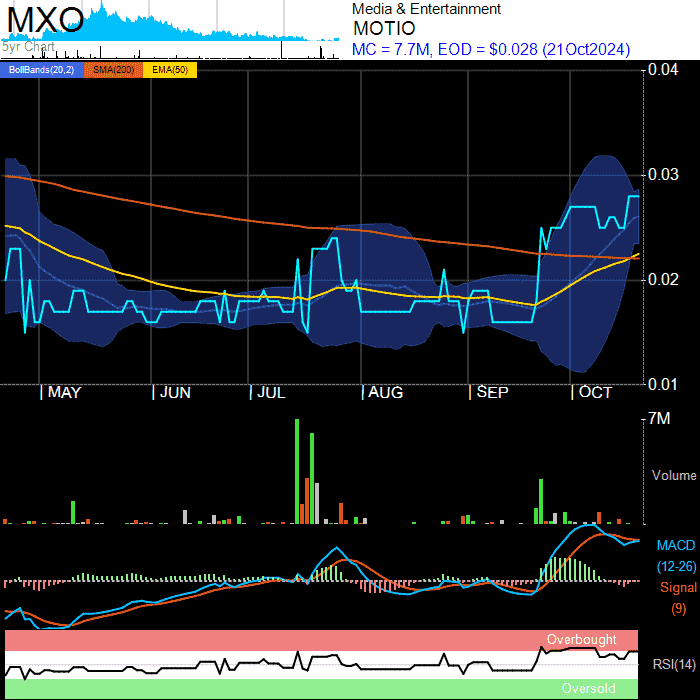 MXO
5yr Chart
Media & Entertainment
MOTIO
MC = 7.7M, EOD = $0.028 (21Oct2024)
BollBands(20,2) SMA(200) EMA(50)
0.04
0.03
0.02
0.01
MAY JUN JUL AUG SEP OCT
7M
Volume
MACD
(12-26)
Signal
(9)
Overbought
RSI(14)
Oversold